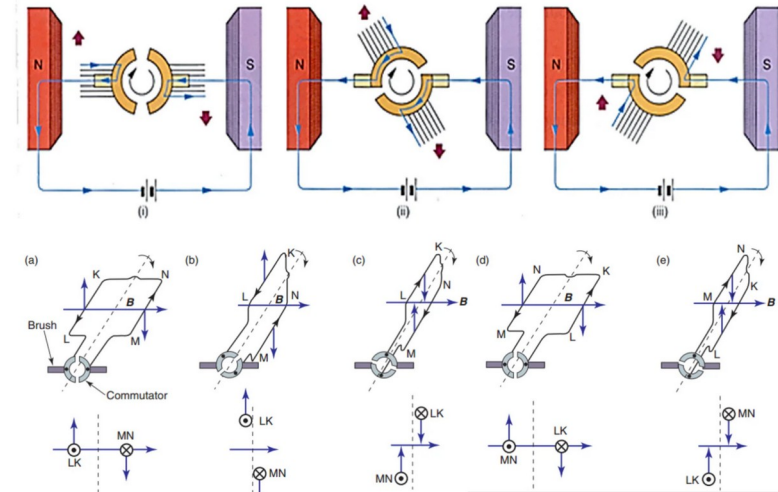 N S N S N S
(i) (ii) (iii)
(a) (b) (c) (d) (e)
K N L B M
Brush
Commutator
K L B N M
K L N B M
N K M B L
N M K B L
LK MN
LK MN
LK MN
MN LK
MN LK